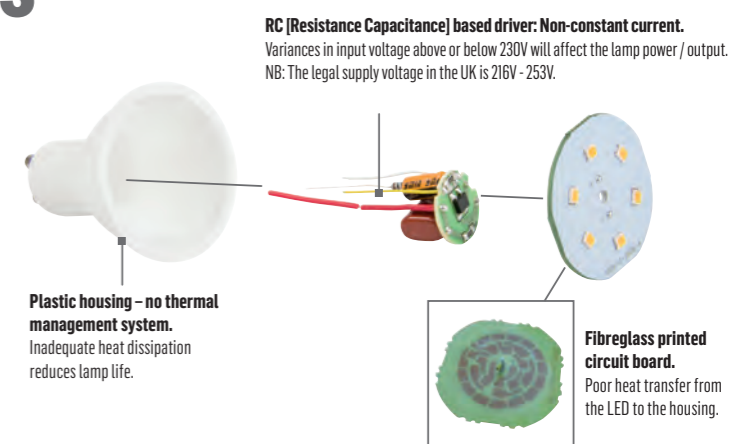 3
RC [Resistance Capacitance] based driver: Non-constant current.
Variances in input voltage above or below 230V will affect the lamp power / output.
NB: The legal supply voltage in the UK is 216V - 253V.
Plastic housing – no thermal
management system.
Inadequate heat dissipation
reduces lamp life.
Fibreglass printed
circuit board.
Poor heat transfer from
the LED to the housing.